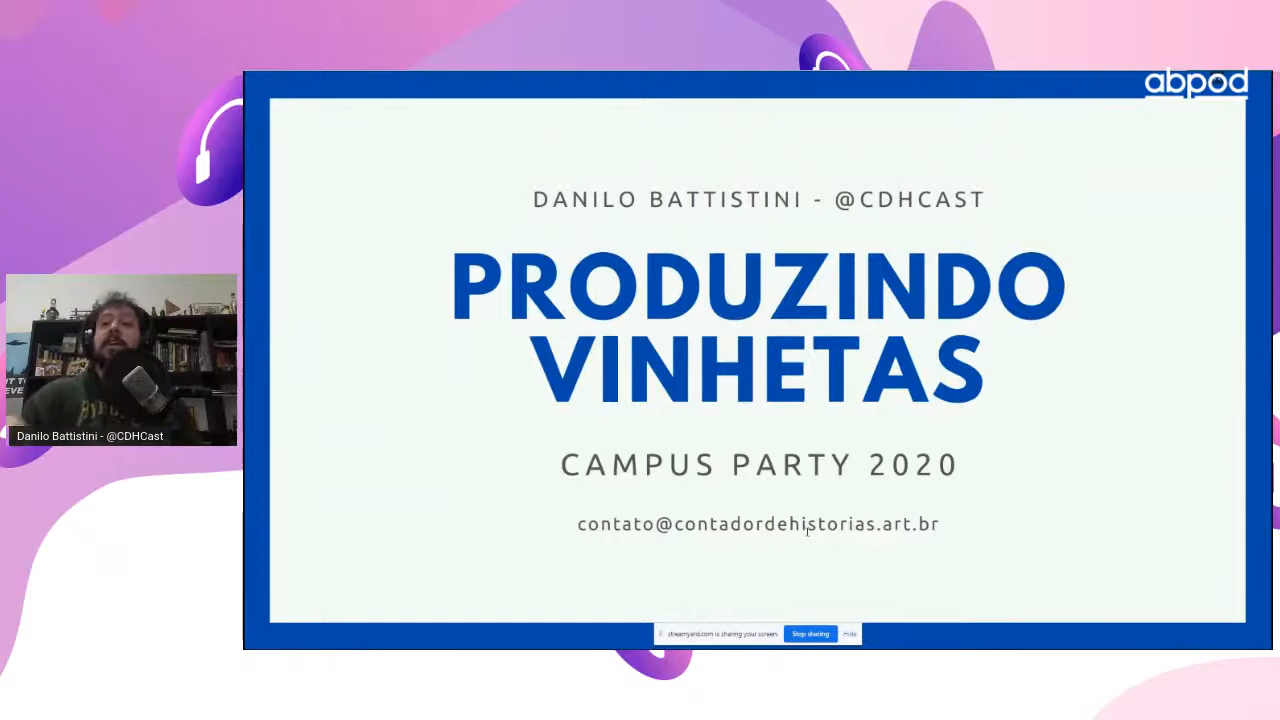 abpod
DANILO BATTISTINI - @CDHCAST
PRODUZINDO
VINHETAS
CAMPUS PARTY 2020
contato@contadordehistorias.art.br
Danilo Battistini - @CDHCast
streamyard.com is sharing your screen.
Stop sharing
Hide